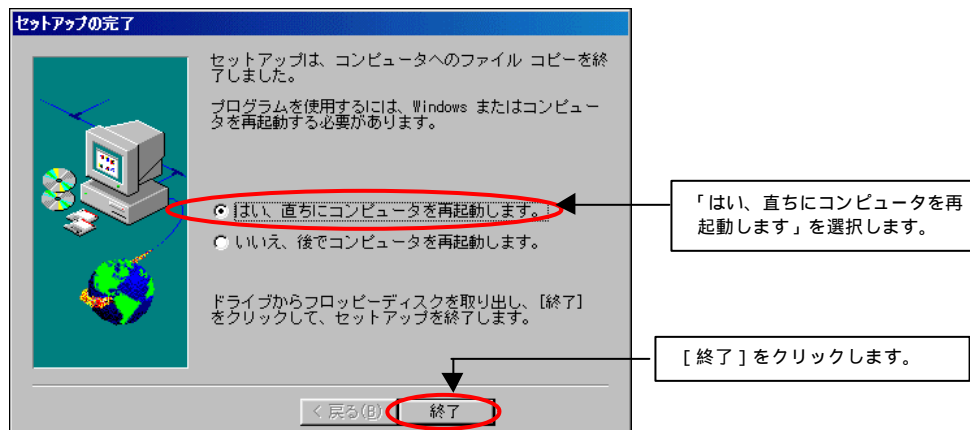 セットアップの完了
セットアップは、コンピュータへのファイル コピーを終
了しました。
プログラムを使用するには、Windows またはコンピュー
タを再起動する必要があります。
はい、直ちにコンピュータを再起動します。
いいえ、後でコンピュータを再起動します。
ドライブからフロッピーディスクを取り出し、[終了]
をクリックして、セットアップを終了します。
< 戻る(B)
終了
「はい、直ちにコンピュータを再
起動します」を選択します。
[終了]をクリックします。